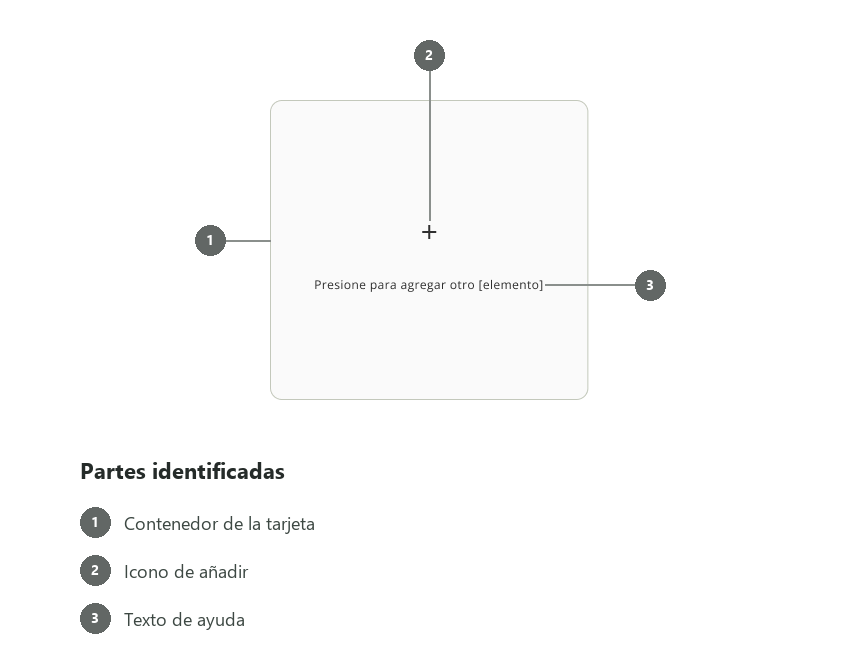 2
1
+
Presione para agregar otro [elemento]
3
Partes identificadas
1 Contenedor de la tarjeta
2 Icono de añadir
3 Texto de ayuda